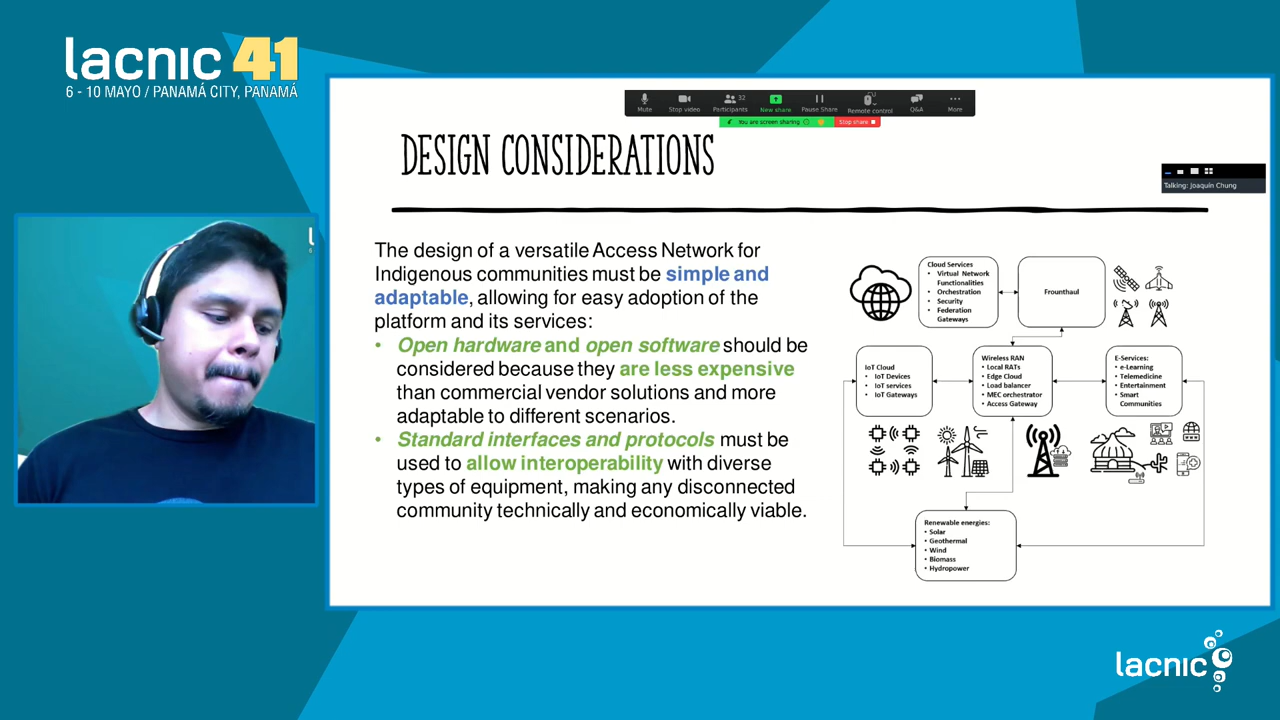 lacnic 41
6 - 10 MAYO / PANAMÁ CITY, PANAMÁ
Mute
Stop video
Participants
32
New share
Pause Share
Remote control
Q&A
More
You are screen sharing
Stop share
DESIGN CONSIDERATIONS
Talking: Joaquin Chung
The design of a versatile Access Network for
Indigenous communities must be simple and
adaptable, allowing for easy adoption of the
platform and its services:
• Open hardware and open software should be
considered because they are less expensive
than commercial vendor solutions and more
adaptable to different scenarios.
• Standard interfaces and protocols must be
used to allow interoperability with diverse
types of equipment, making any disconnected
community technically and economically viable.
Cloud Services
• Virtual Network
Functionalities
• Orchestration
• Security
• Federation
Gateways
Frounthaul
IoT Cloud
• IoT Devices
• IoT services
• IoT Gateways
Wireless RAN
• Local RATs
• Edge Cloud
• Load balancer
• MEC orchestrator
• Access Gateway
E-Services:
• e-Learning
• Telemedicine
• Entertainment
• Smart
Communities
Renewable energies:
• Solar
• Geothermal
• Wind
• Biomass
• Hydropower
lacnic